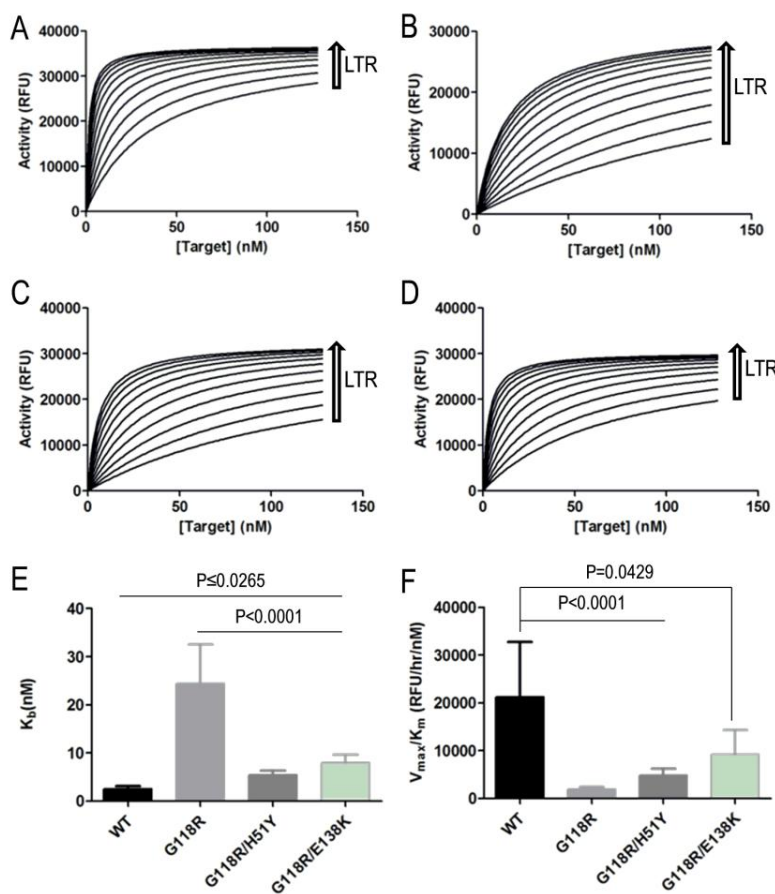 A
40000
30000
20000
10000
0
Activity (RFU)
0 50 100 150
[Target] (nM)
LTR
B
30000
20000
10000
0
Activity (RFU)
0 50 100 150
[Target] (nM)
LTR
C
40000
30000
20000
10000
0
Activity (RFU)
0 50 100 150
[Target] (nM)
LTR
D
40000
30000
20000
10000
0
Activity (RFU)
0 50 100 150
[Target] (nM)
LTR
E
P≤0.0265
P<0.0001
40
30
20
10
0
Kb(nM)
WT
G118R
G118R/H51Y
G118R/E138K
F
P=0.0429
P<0.0001
40000
30000
20000
10000
0
Vmax/Km (RFU/hr/nM)
WT
G118R
G118R/H51Y
G118R/E138K